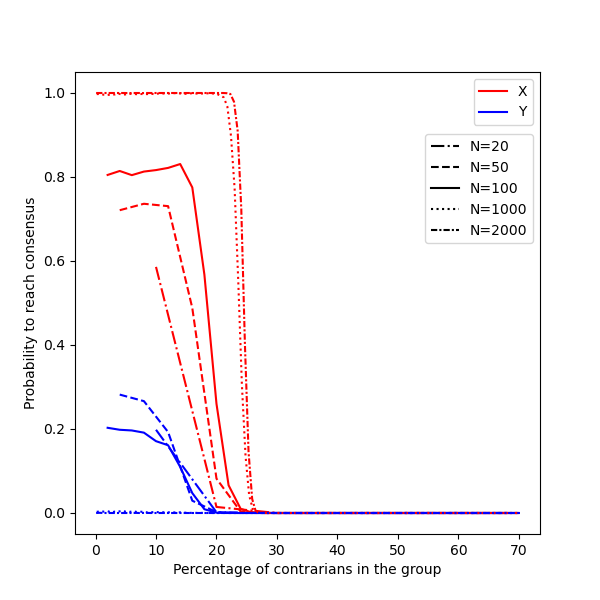 X
Y
N=20
N=50
N=100
N=1000
N=2000
1.0
0.8
0.6
0.4
0.2
0.0
Probability to reach consensus
0 10 20 30 40 50 60 70
Percentage of contrarians in the group